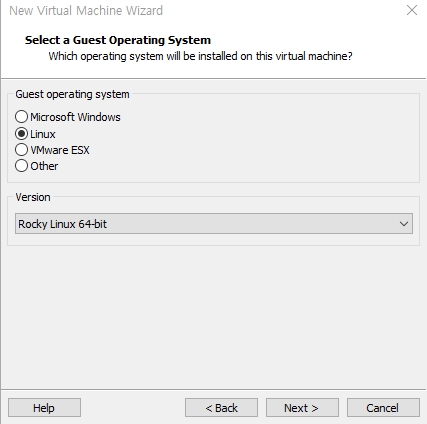 New Virtual Machine Wizard
Select a Guest Operating System
Which operating system will be installed on this virtual machine?
Guest operating system
Microsoft Windows
Linux
VMware ESX
Other
Version
Rocky Linux 64-bit
Help
< Back
Next >
Cancel